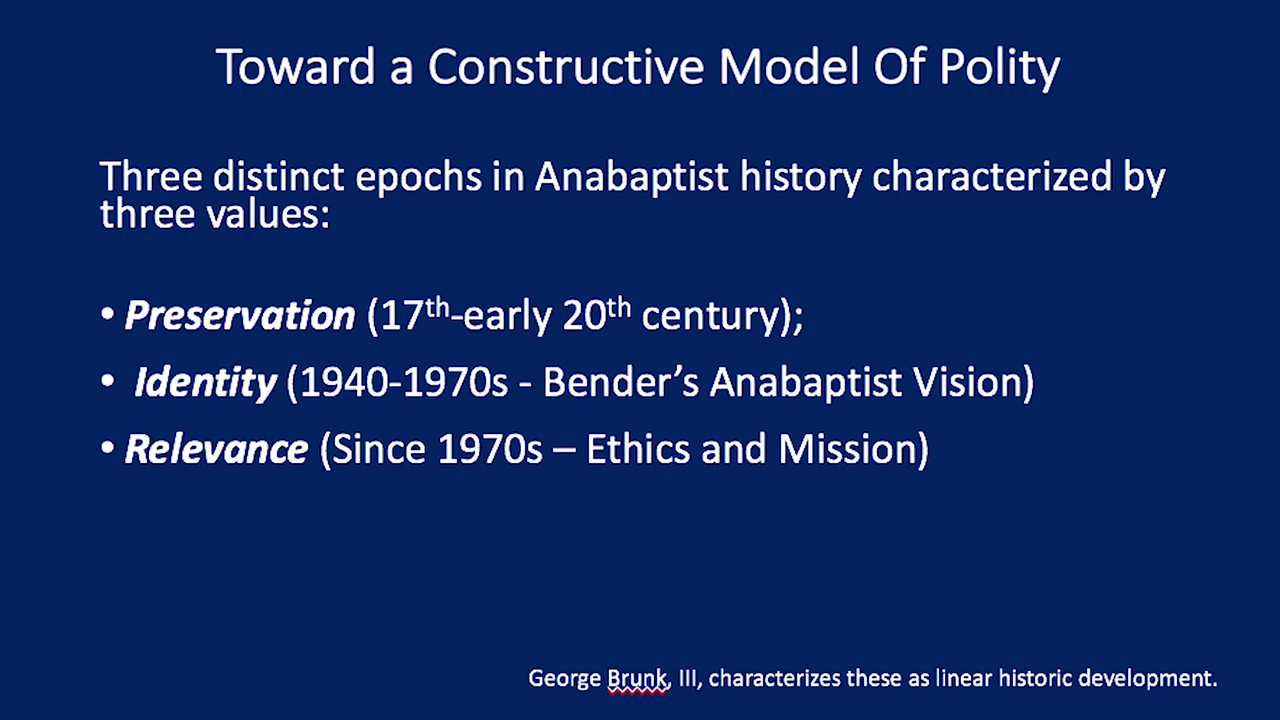 Toward a Constructive Model Of Polity
Three distinct epochs in Anabaptist history characterized by
three values:
• Preservation (17th-early 20th century);
• Identity (1940-1970s - Bender’s Anabaptist Vision)
• Relevance (Since 1970s – Ethics and Mission)
George Brunk, III, characterizes these as linear historic development.